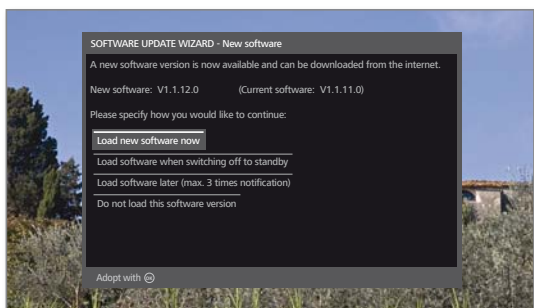 SOFTWARE UPDATE WIZARD - New software
A new software version is now available and can be downloaded from the internet.
New software: V1.1.12.0 (Current software: V1.1.11.0)
Please specify how you would like to continue:
Load new software now
Load software when switching off to standby
Load software later (max. 3 times notification)
Do not load this software version
Adopt with OK